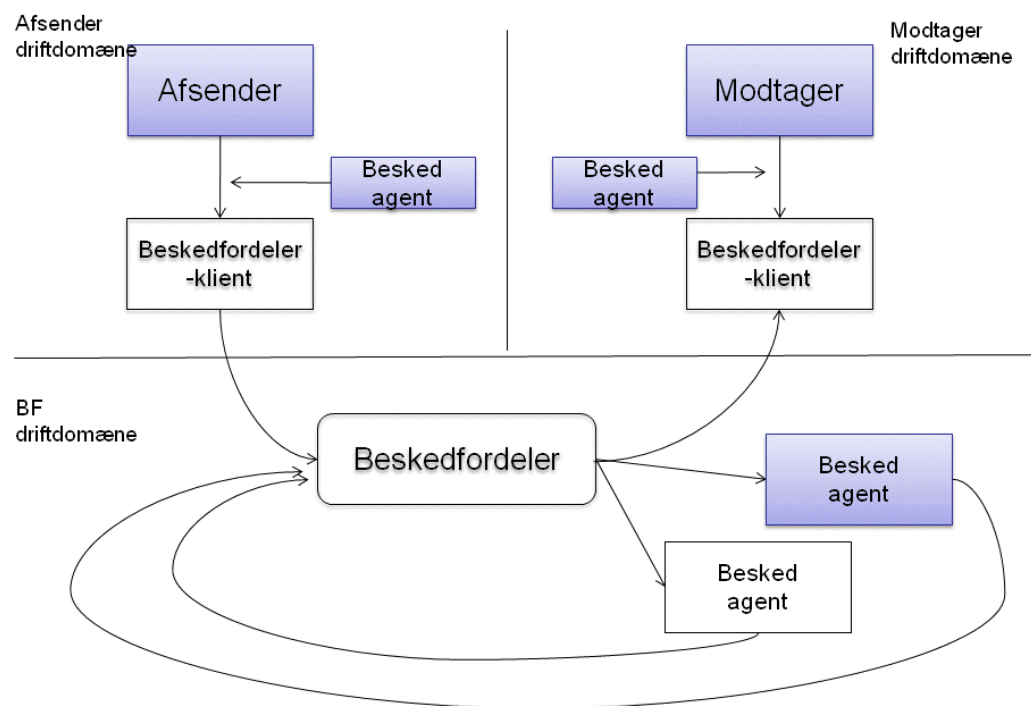 Afsender
driftdomæne
Afsender
Besked
agent
Beskedfordeler
-klient
Modtager
driftdomæne
Modtager
Besked
agent
Beskedfordeler
-klient
BF
driftdomæne
Beskedfordeler
Besked
agent
Besked
agent